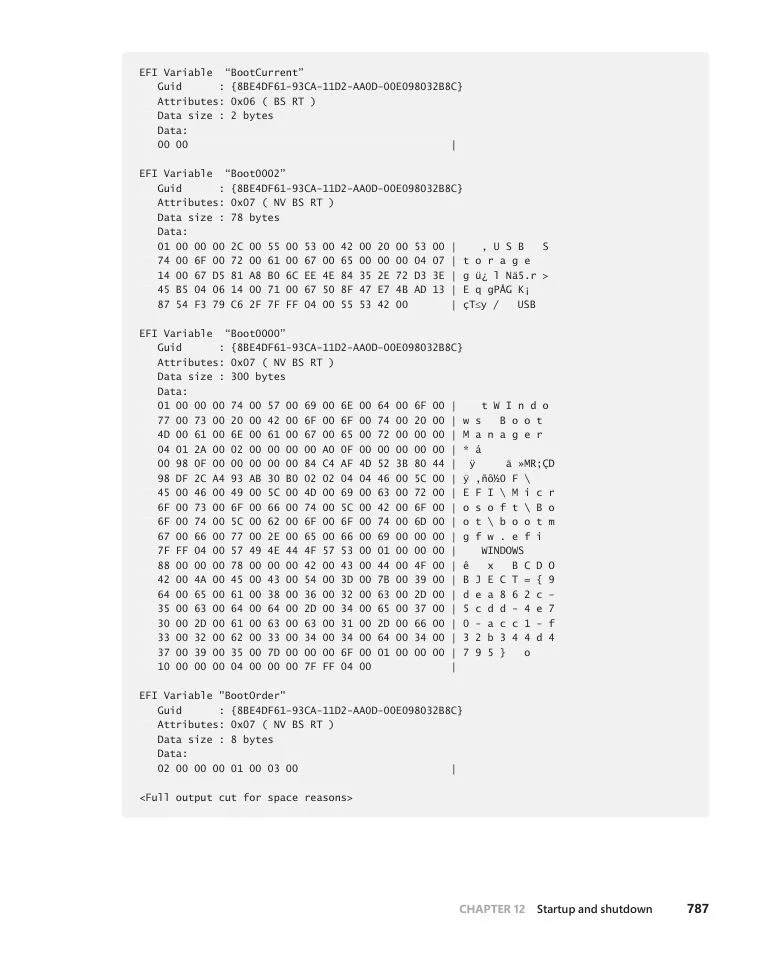 EFI Variable “BootCurrent”
Guid : {8BE4DF61-93CA-11D2-AA0D-00E098032B8C}
Attributes: 0x06 ( BS RT )
Data size : 2 bytes
Data:
00 00 |
EFI Variable “Boot0002”
Guid : {8BE4DF61-93CA-11D2-AA0D-00E098032B8C}
Attributes: 0x07 ( NV BS RT )
Data size : 78 bytes
Data:
01 00 00 00 2C 00 55 00 53 00 42 00 20 00 53 00 | , U S B S
74 00 6F 00 72 00 61 00 67 00 65 00 00 00 04 07 | t o r a g e
14 00 67 D5 81 A8 B0 6C EE 4E 84 35 2E 72 D3 3E | g ü¿ l Nä5.r >
45 B5 04 06 14 00 71 00 67 50 8F 47 E7 4B AD 13 | E q gPÅG K¡
87 54 F3 79 C6 2F 7F FF 04 00 55 53 42 00 | çT≤y / USB
EFI Variable “Boot0000”
Guid : {8BE4DF61-93CA-11D2-AA0D-00E098032B8C}
Attributes: 0x07 ( NV BS RT )
Data size : 300 bytes
Data:
01 00 00 00 74 00 57 00 69 00 6E 00 64 00 6F 00 | t W I n d o
77 00 73 00 20 00 42 00 6F 00 6F 00 74 00 20 00 | w s B o o t
4D 00 61 00 6E 00 61 00 67 00 65 00 72 00 00 00 | M a n a g e r
04 01 2A 00 02 00 00 00 00 A0 0F 00 00 00 00 00 | * á
00 98 0F 00 00 00 00 00 84 C4 AF 4D 52 3B 80 44 | ÿ ä »MR;ÇD
98 DF 2C A4 93 AB 30 B0 02 02 04 04 46 00 5C 00 | ÿ ,ñô½0 F \
45 00 46 00 49 00 5C 00 4D 00 69 00 63 00 72 00 | E F I \ M i c r
6F 00 73 00 6F 00 66 00 74 00 5C 00 42 00 6F 00 | o s o f t \ B o
6F 00 74 00 5C 00 62 00 6F 00 6F 00 74 00 6D 00 | o t \ b o o t m
67 00 66 00 77 00 2E 00 65 00 66 00 69 00 00 00 | g f w . e f i
7F FF 04 00 57 49 4E 44 4F 57 53 00 01 00 00 00 | WINDOWS
88 00 00 00 78 00 00 00 42 00 43 00 44 00 4F 00 | ê x B C D O
42 00 4A 00 45 00 43 00 54 00 3D 00 7B 00 39 00 | B J E C T = { 9
64 00 65 00 61 00 38 00 36 00 32 00 63 00 2D 00 | d e a 8 6 2 c -
35 00 63 00 64 00 64 00 2D 00 34 00 65 00 37 00 | 5 c d d - 4 e 7
30 00 2D 00 61 00 63 00 63 00 31 00 2D 00 66 00 | 0 - a c c 1 - f
33 00 32 00 62 00 33 00 34 00 34 00 64 00 34 00 | 3 2 b 3 4 4 d 4
37 00 39 00 35 00 7D 00 00 00 6F 00 01 00 00 00 | 7 9 5 } o
10 00 00 00 04 00 00 00 7F FF 04 00 |
EFI Variable "BootOrder"
Guid : {8BE4DF61-93CA-11D2-AA0D-00E098032B8C}
Attributes: 0x07 ( NV BS RT )
Data size : 8 bytes
Data:
02 00 00 00 01 00 03 00 |
<Full output cut for space reasons>
CHAPTER 12 Startup and shutdown 787